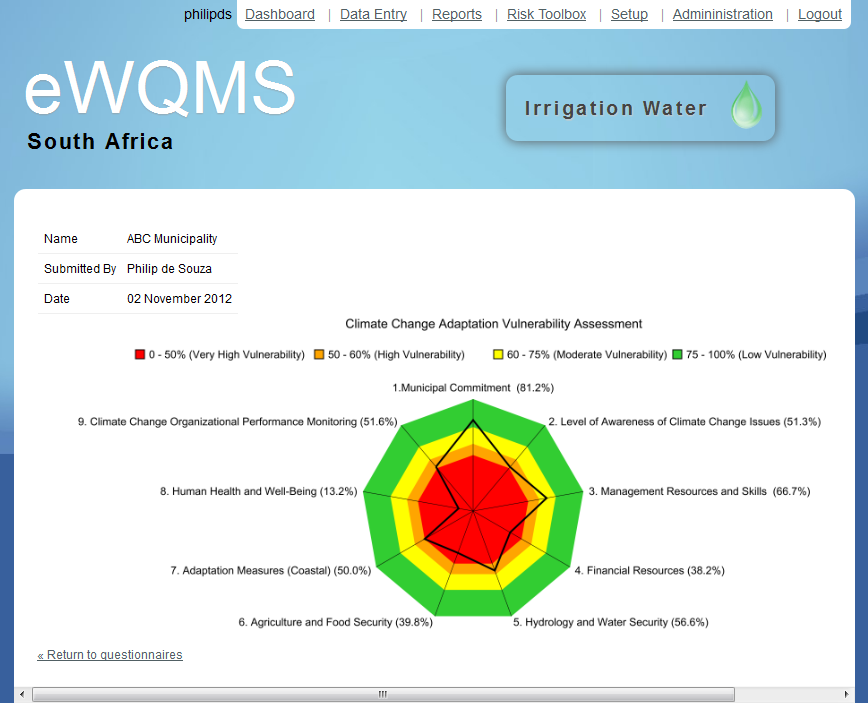 philipds Dashboard | Data Entry | Reports | Risk Toolbox | Setup | Admininistration | Logout
eWQMS
South Africa
Irrigation Water
Name ABC Municipality
Submitted By Philip de Souza
Date 02 November 2012
Climate Change Adaptation Vulnerability Assessment
0 - 50% (Very High Vulnerability) 50 - 60% (High Vulnerability) 60 - 75% (Moderate Vulnerability) 75 - 100% (Low Vulnerability)
1.Municipal Commitment (81.2%)
9. Climate Change Organizational Performance Monitoring (51.6%) 2. Level of Awareness of Climate Change Issues (51.3%)
8. Human Health and Well-Being (13.2%) 3. Management Resources and Skills (66.7%)
7. Adaptation Measures (Coastal) (50.0%) 4. Financial Resources (38.2%)
6. Agriculture and Food Security (39.8%) 5. Hydrology and Water Security (56.6%)
« Return to questionnaires